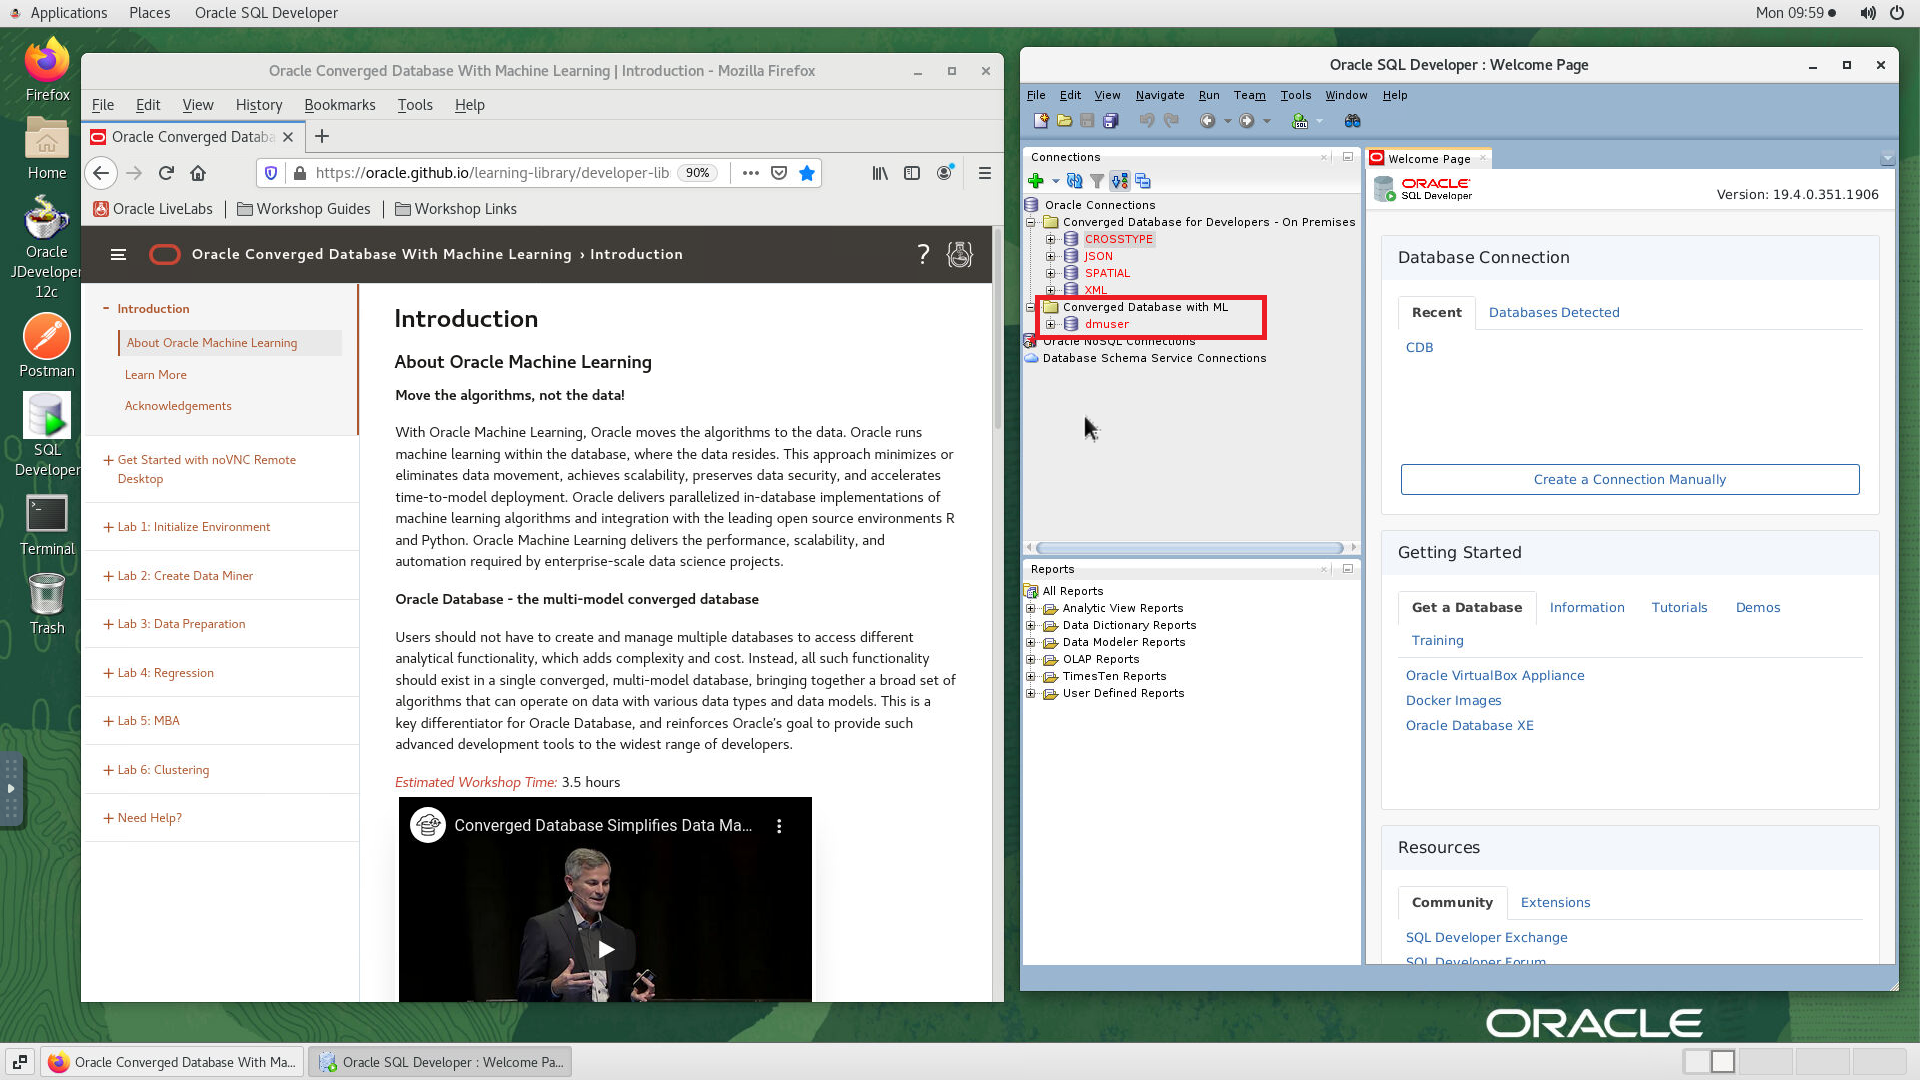 Applications Places Oracle SQL Developer
Mon 09:59
Firefox
Home
Oracle
JDeveloper
12c
Postman
SQL
Developer
Terminal
Trash
Oracle Converged Database With Machine Learning | Introduction - Mozilla Firefox
File Edit View History Bookmarks Tools Help
Oracle Converged Databa
https://oracle.github.io/learning-library/developer-lib 90%
Oracle LiveLabs Workshop Guides Workshop Links
Oracle Converged Database With Machine Learning › Introduction ?
- Introduction
About Oracle Machine Learning
Learn More
Acknowledgements
+ Get Started with noVNC Remote
Desktop
+ Lab 1: Initialize Environment
+ Lab 2: Create Data Miner
+ Lab 3: Data Preparation
+ Lab 4: Regression
+ Lab 5: MBA
+ Lab 6: Clustering
+ Need Help?
Introduction
About Oracle Machine Learning
Move the algorithms, not the data!
With Oracle Machine Learning, Oracle moves the algorithms to the data. Oracle runs
machine learning within the database, where the data resides. This approach minimizes or
eliminates data movement, achieves scalability, preserves data security, and accelerates
time-to-model deployment. Oracle delivers parallelized in-database implementations of
machine learning algorithms and integration with the leading open source environments R
and Python. Oracle Machine Learning delivers the performance, scalability, and
automation required by enterprise-scale data science projects.
Oracle Database - the multi-model converged database
Users should not have to create and manage multiple databases to access different
analytical functionality, which adds complexity and cost. Instead, all such functionality
should exist in a single converged, multi-model database, bringing together a broad set of
algorithms that can operate on data with various data types and data models. This is a
key differentiator for Oracle Database, and reinforces Oracle's goal to provide such
advanced development tools to the widest range of developers.
Estimated Workshop Time: 3.5 hours
Converged Database Simplifies Data Ma...
Oracle SQL Developer : Welcome Page
File Edit View Navigate Run Team Tools Window Help
Connections
Oracle Connections
Converged Database for Developers - On Premises
CROSSTYPE
JSON
SPATIAL
XML
Converged Database with ML
dmuser
Oracle NoSQL Connections
Database Schema Service Connections
Reports
All Reports
Analytic View Reports
Data Dictionary Reports
Data Modeler Reports
OLAP Reports
TimesTen Reports
User Defined Reports
Welcome Page
ORACLE
SQL Developer
Version: 19.4.0.351.1906
Database Connection
Recent Databases Detected
CDB
Create a Connection Manually
Getting Started
Get a Database Information Tutorials Demos
Training
Oracle VirtualBox Appliance
Docker Images
Oracle Database XE
Resources
Community Extensions
SQL Developer Exchange
SQL Developer Forum
ORACLE
Oracle Converged Database With Ma...
Oracle SQL Developer : Welcome Pa...